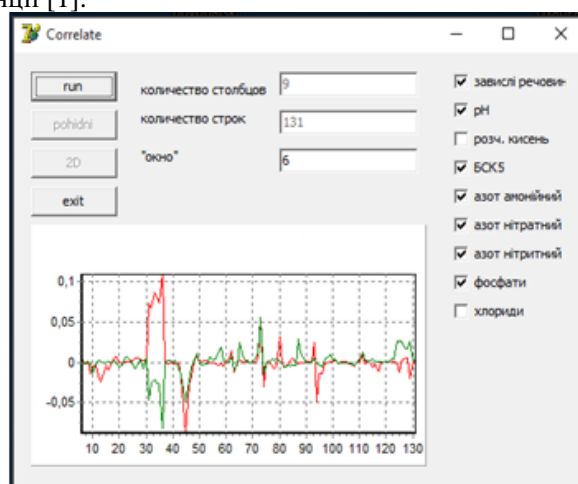 [1].
Correlate
run
количество столбцов 9
завислі речовин
pohidni
количество строк 131
pH
розч. кисень
2D
"окно" 6
БСК5
exit
азот амонійний
азот нітратний
азот нітритний
фосфати
хлориди
0,1
0,05
0
-0,05
10 20 30 40 50 60 70 80 90 100 110 120 130